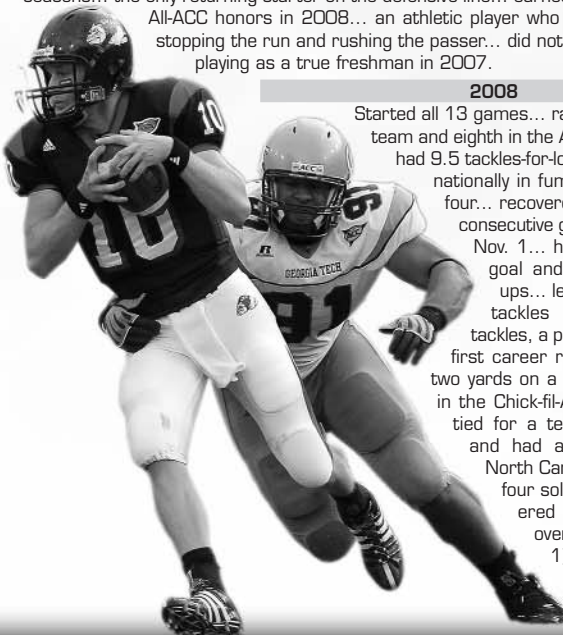 the only returning starter on the defensive line... earned
All-ACC honors in 2008... an athletic player who
stopping the run and rushing the passer... did not
playing as a true freshman in 2007.
2008
Started all 13 games... ra
team and eighth in the A
had 9.5 tackles-for-lo
nationally in fum
four... recovere
consecutive g
Nov. 1... h
goal and
ups... le
tackles
tackles, a p
first career r
two yards on a
in the Chick-fil-A
tied for a te
and had a
North Car
four sol
ered
over
1
10
10
10
ACC
91
GEORGIA TECH
91